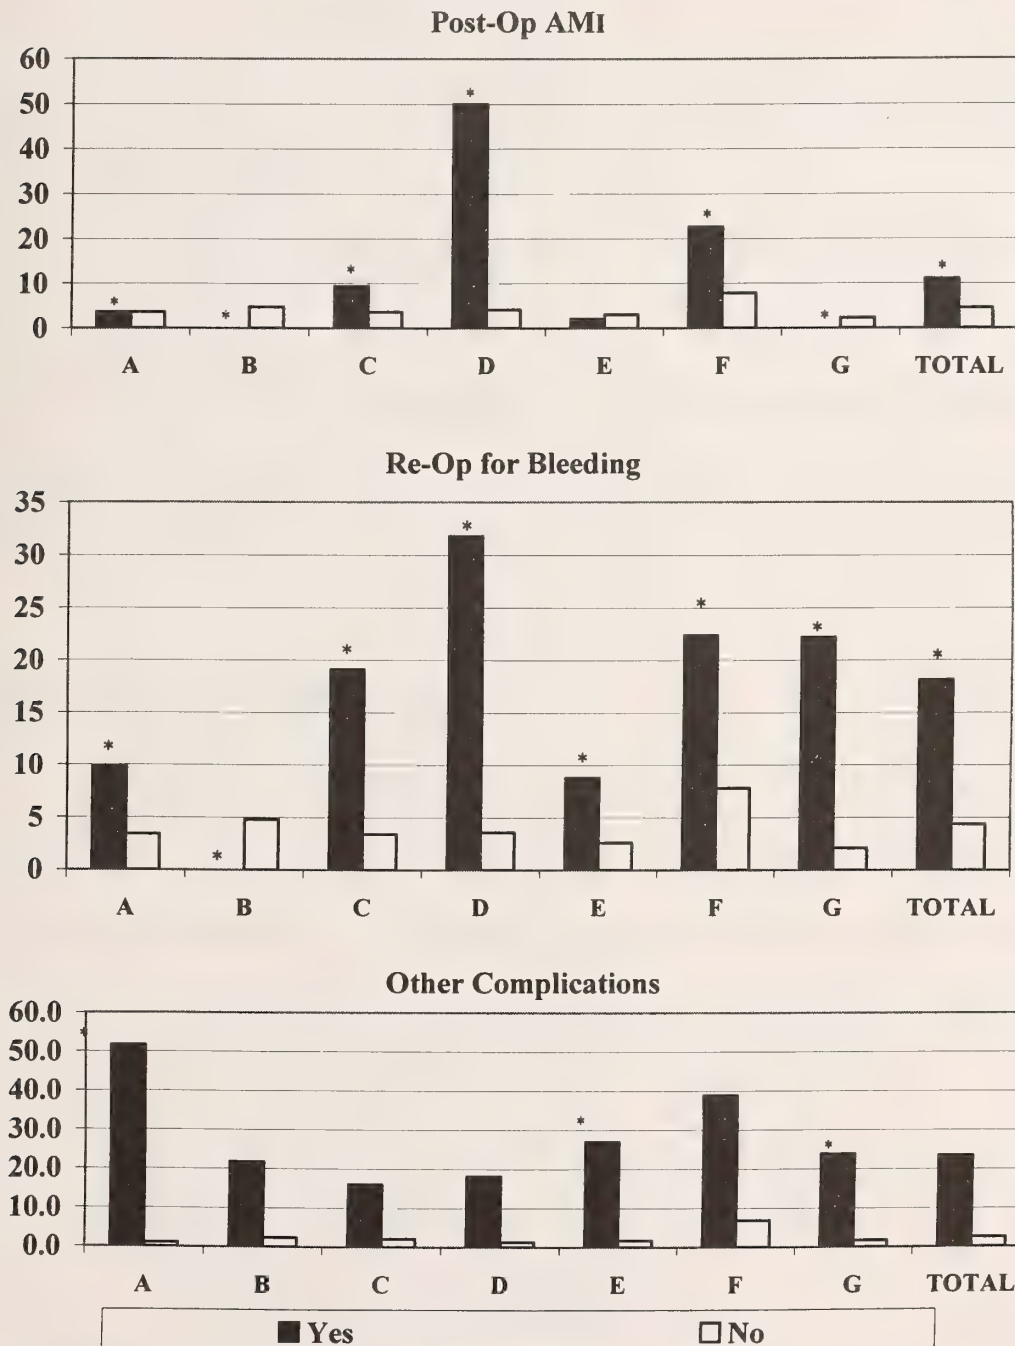 Post-Op AMI
60
50
40
30
20
10
0
* * * * * * *
A B C D E F G TOTAL
Re-Op for Bleeding
35
30
25
20
15
10
5
0
* * * * * * * *
A B C D E F G TOTAL
Other Complications
60.0
50.0
40.0
30.0
20.0
10.0
0.0
* * *
A B C D E F G TOTAL
Yes No